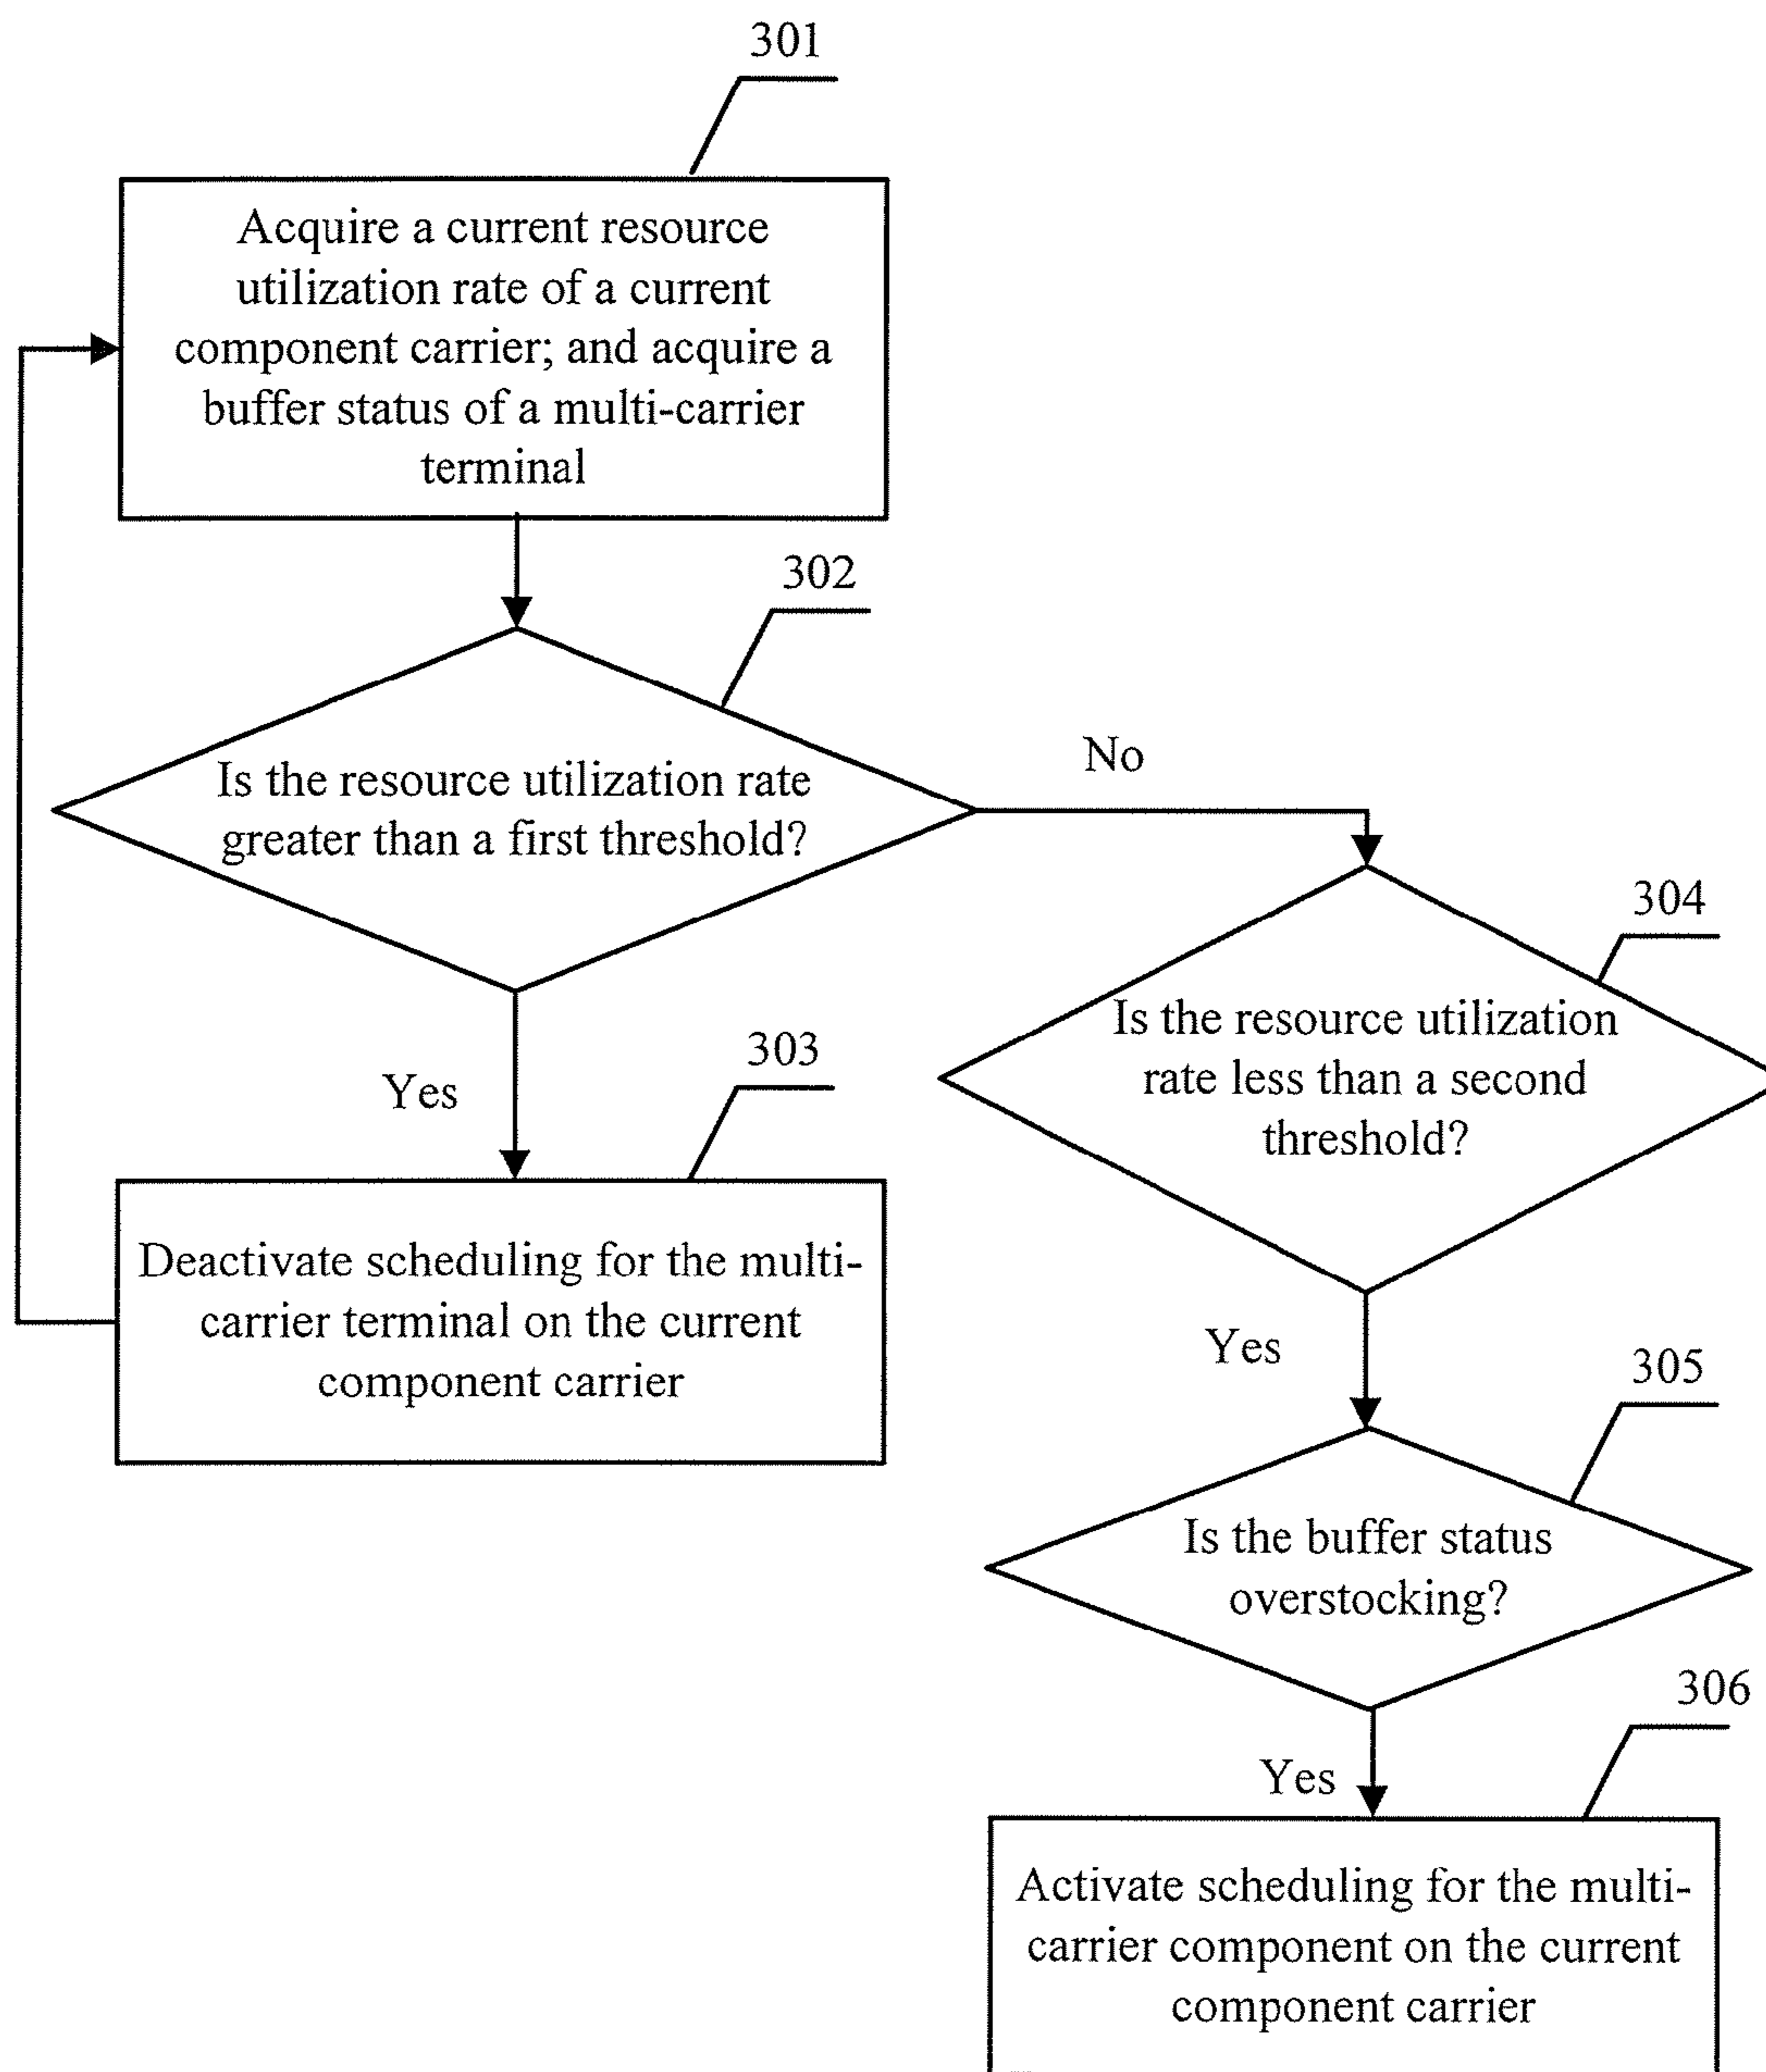 301
Acquire a current resource
utilization rate of a current
component carrier; and acquire a
buffer status of a multi-carrier
terminal
302
Is the resource utilization rate
greater than a first threshold?
No
Yes
303
Deactivate scheduling for the multi-
carrier terminal on the current
component carrier
304
Is the resource utilization
rate less than a second
threshold?
Yes
305
Is the buffer status
overstocking?
Yes
306
Activate scheduling for the multi-
carrier component on the current
component carrier